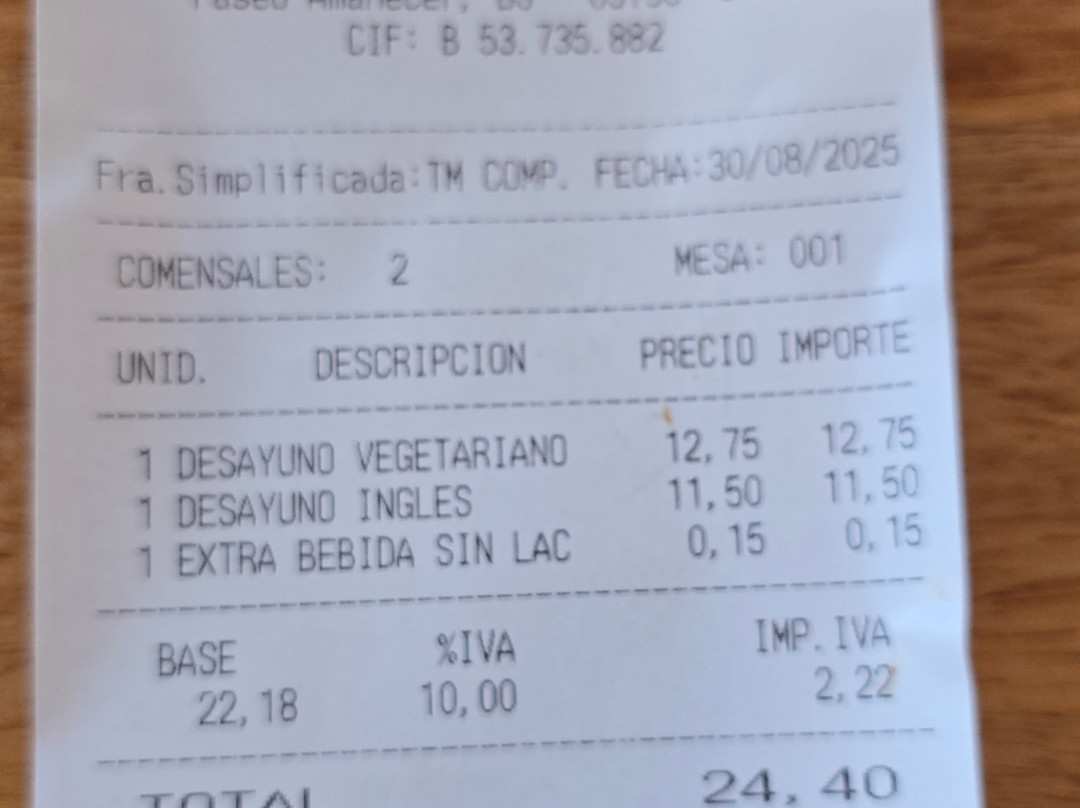 CIF: B 53.735.882
Fra.Simplificada:TM COMP. FECHA:30/08/2025
COMENSALES: 2 MESA: 001
UNID. DESCRIPCION PRECIO IMPORTE
1 DESAYUNO VEGETARIANO 12,75 12,75
1 DESAYUNO INGLES 11,50 11,50
1 EXTRA BEBIDA SIN LAC 0,15 0,15
BASE %IVA IMP.IVA
22,18 10,00 2,22
TOTAL 24,40